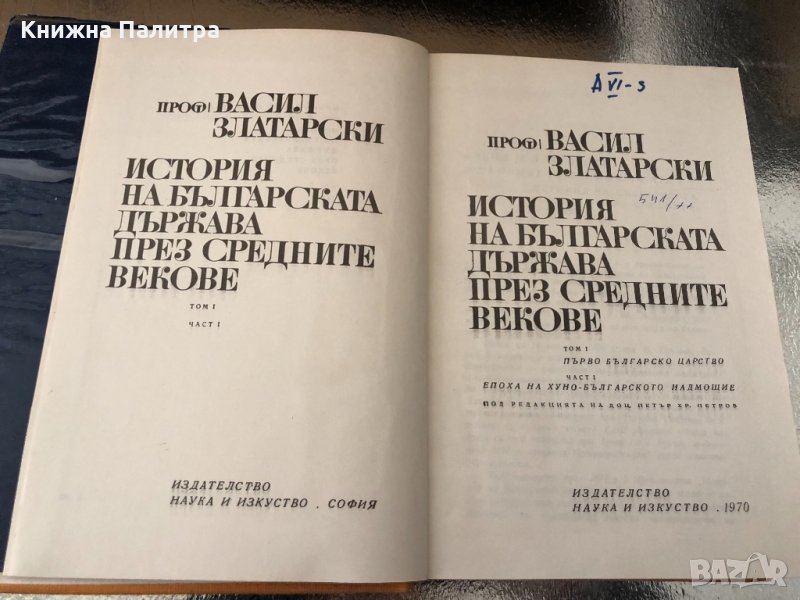 Книжна Палитра
ПРОФ| ВАСИЛ
ЗЛАТАРСКИ
ИСТОРИЯ
НА БЪЛГАРСКАТА
ДЪРЖАВА
ПРЕЗ СРЕДНИТЕ
ВЕКОВЕ
ТОМ I
ЧАСТ I
ИЗДАТЕЛСТВО
НАУКА И ИЗКУСТВО . СОФИЯ
А VI-3
ПРОФ| ВАСИЛ
ЗЛАТАРСКИ
ИСТОРИЯ
НА БЪЛГАРСКАТА
ДЪРЖАВА
ПРЕЗ СРЕДНИТЕ
ВЕКОВЕ
ТОМ I
ПЪРВО БЪЛГАРСКО ЦАРСТВО
ЧАСТ I
ЕПОХА НА ХУНО-БЪЛГАРСКОТО НАДМОЩИЕ
ПОД РЕДАКЦИЯТА НА ДОЦ. ПЕТЪР ХР. ПЕТРОВ
ИЗДАТЕЛСТВО
НАУКА И ИЗКУСТВО . 1970
BAZAR